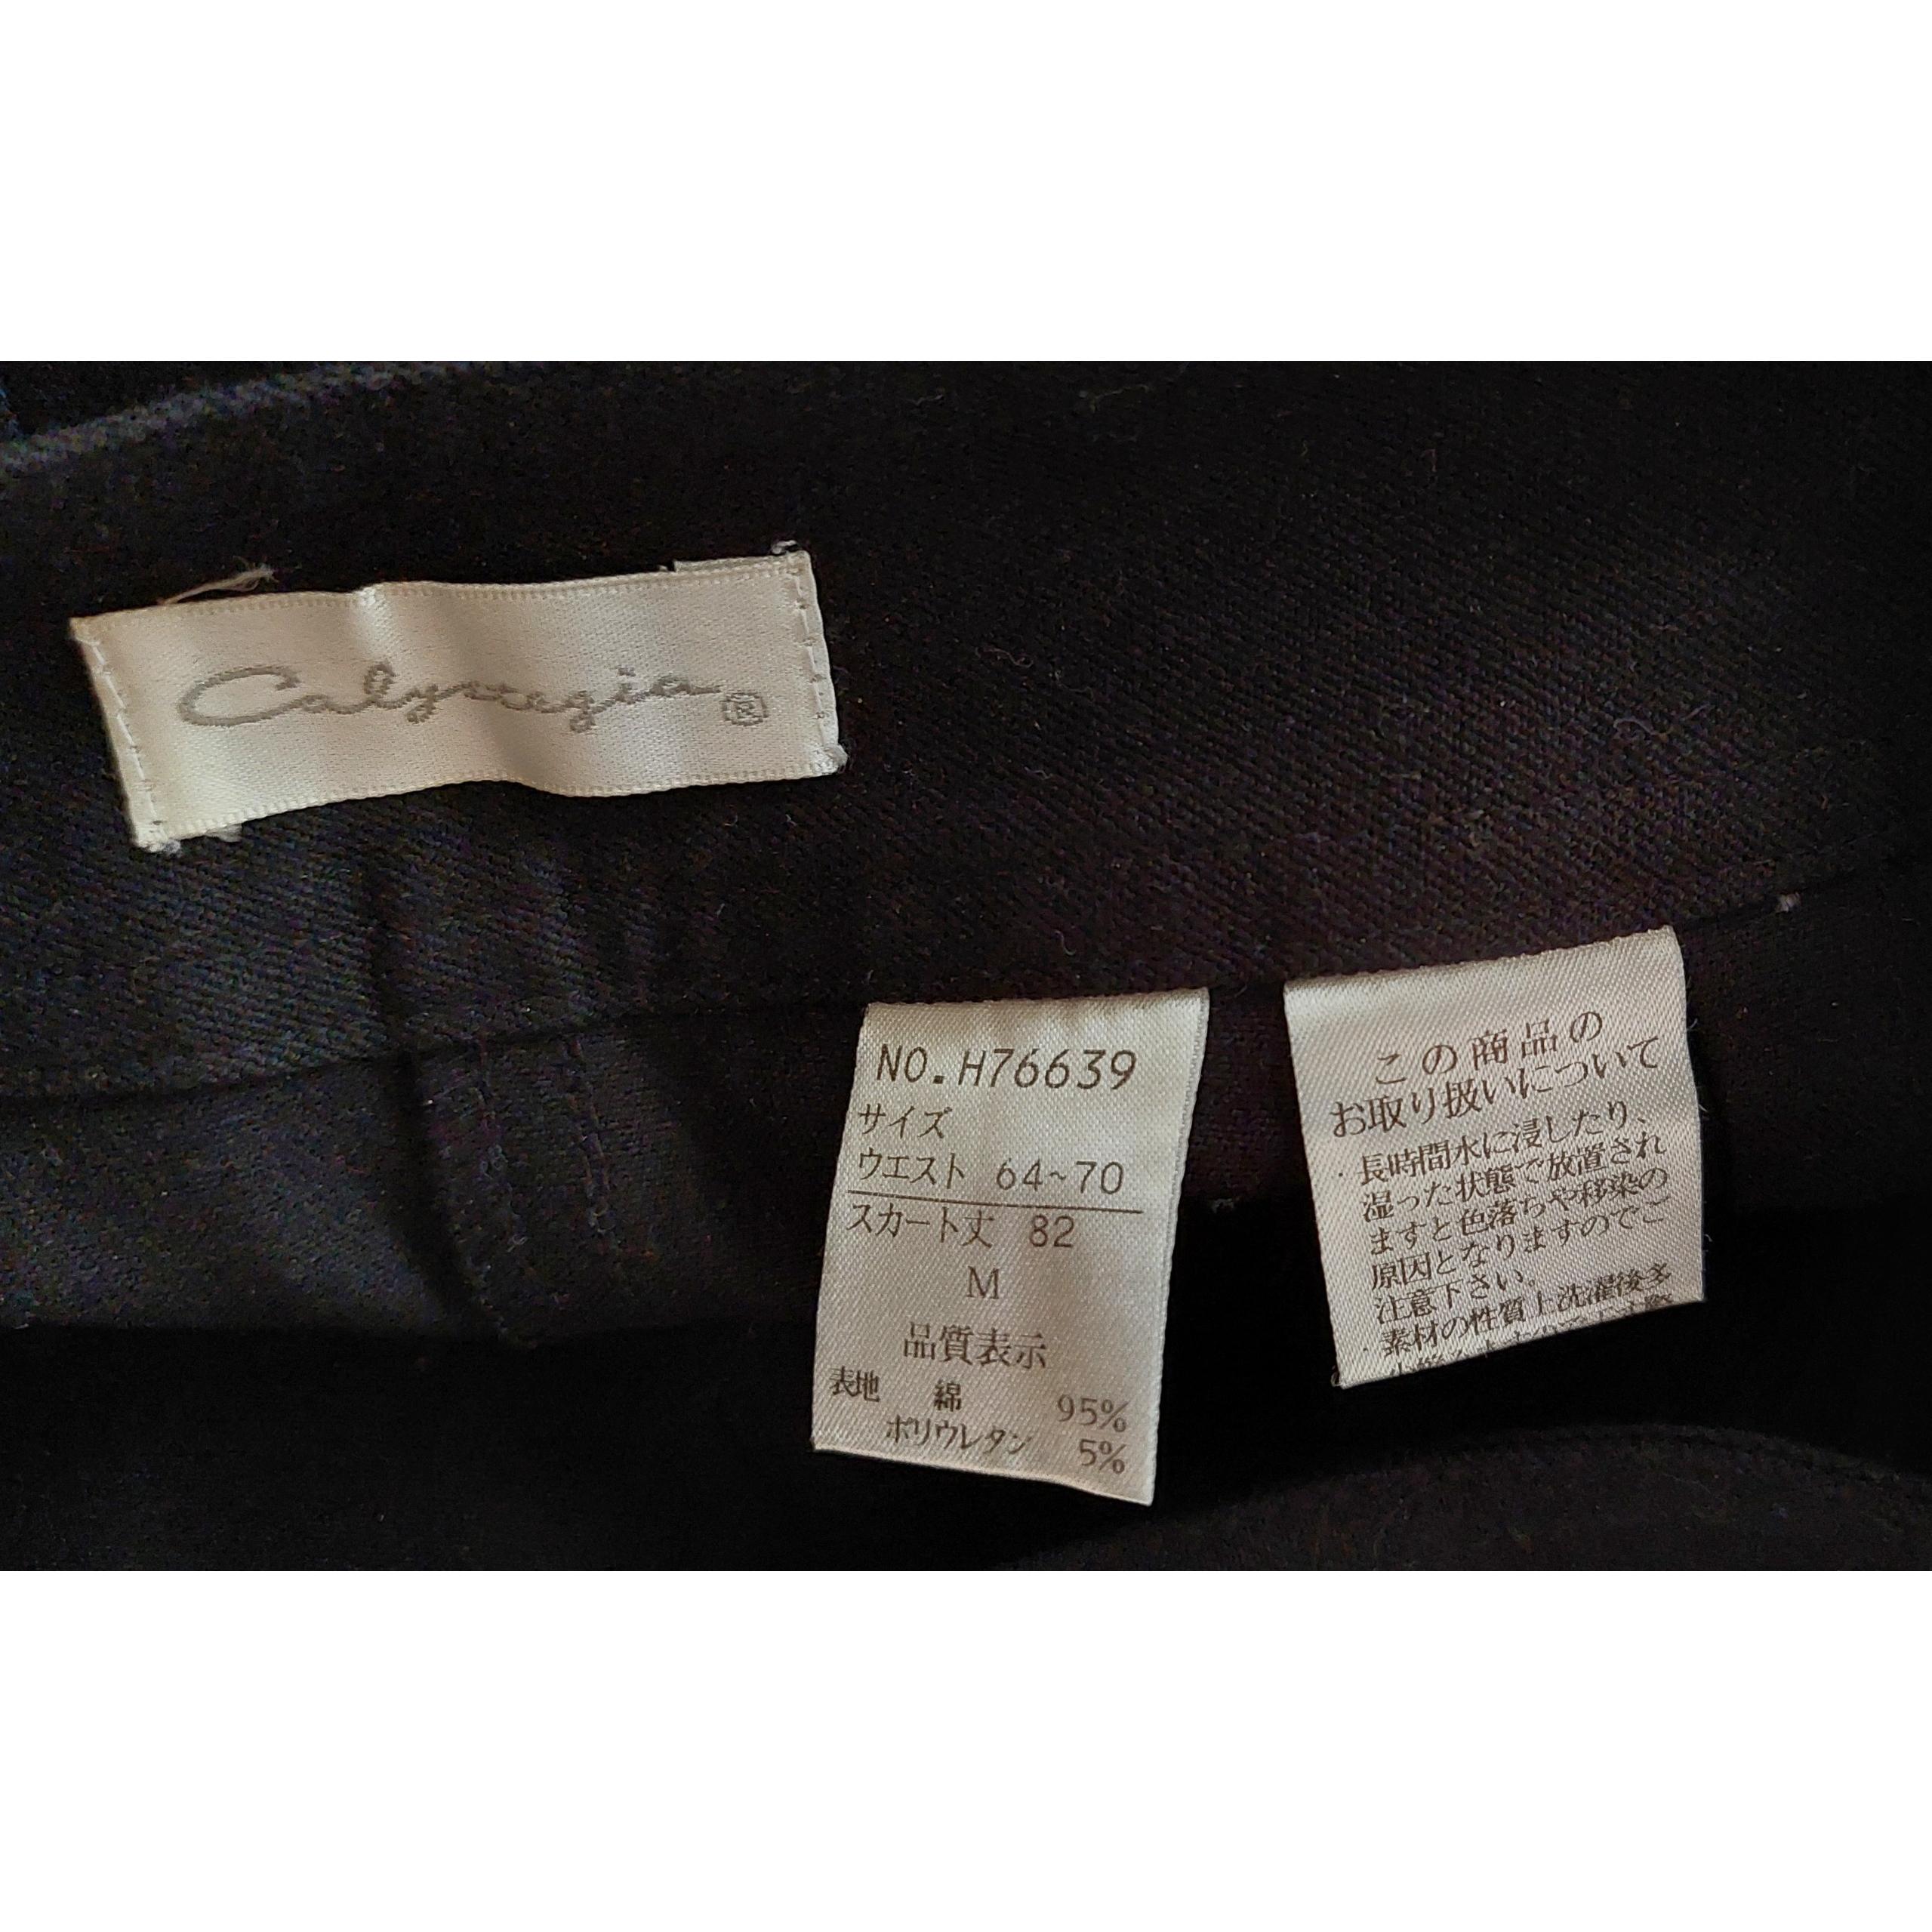 Calystegia®
NO.H76639
サイズ
ウエスト 64~70
スカート丈 82
M
品質表示
表地 綿 95%
ポリウレタン 5%
この商品の
お取り扱いについて
・長時間水に浸したり、
湿った状態で放置され
ますと色落ちや移染の
原因となりますのでご
注意下さい。
・素材の性質上洗濯後多